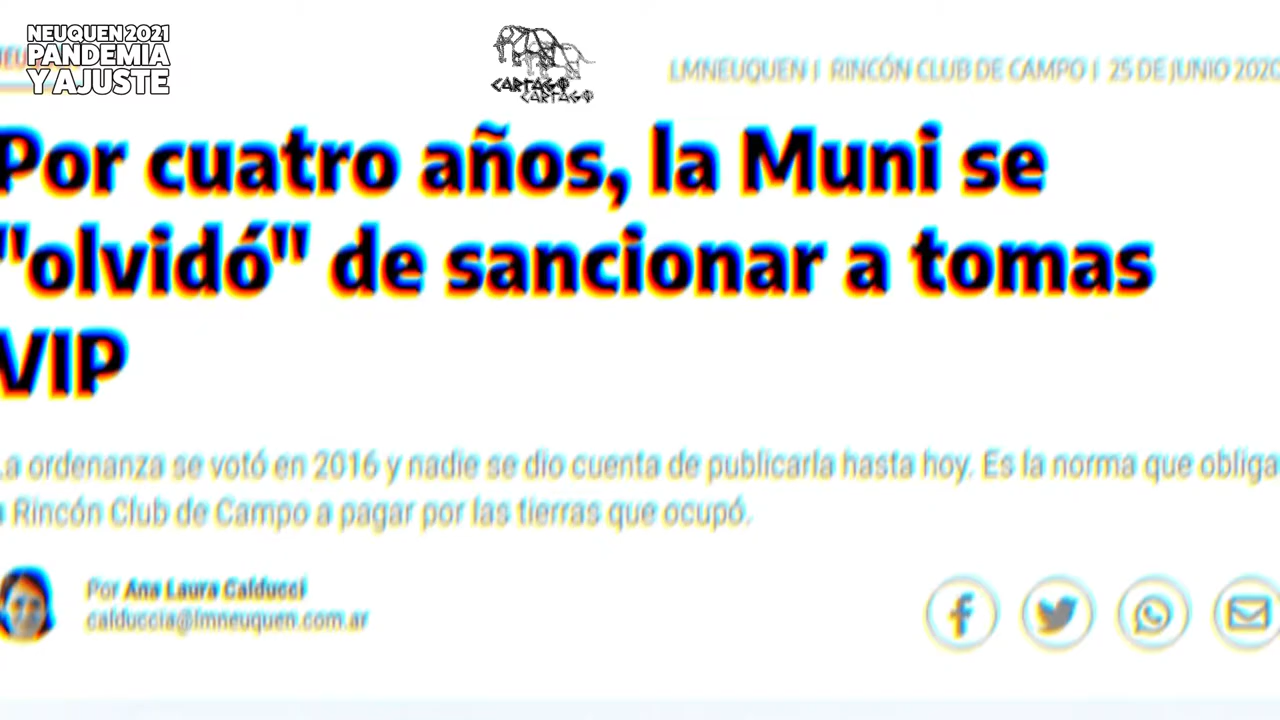 NEUQUEN 2021
PANDEMIA
Y AJUSTE
CARTAGO
CARTAGO
LMNEUQUEN | RINCÓN CLUB DE CAMPO | 25 DE JUNIO 2020
Por cuatro años, la Muni se
"olvidó" de sancionar a tomas
VIP
La ordenanza se votó en 2016 y nadie se dio cuenta de publicarla hasta hoy. Es la norma que obliga
a Rincón Club de Campo a pagar por las tierras que ocupó.
Por Ana Laura Calducci
calduccia@lmneuquen.com.ar